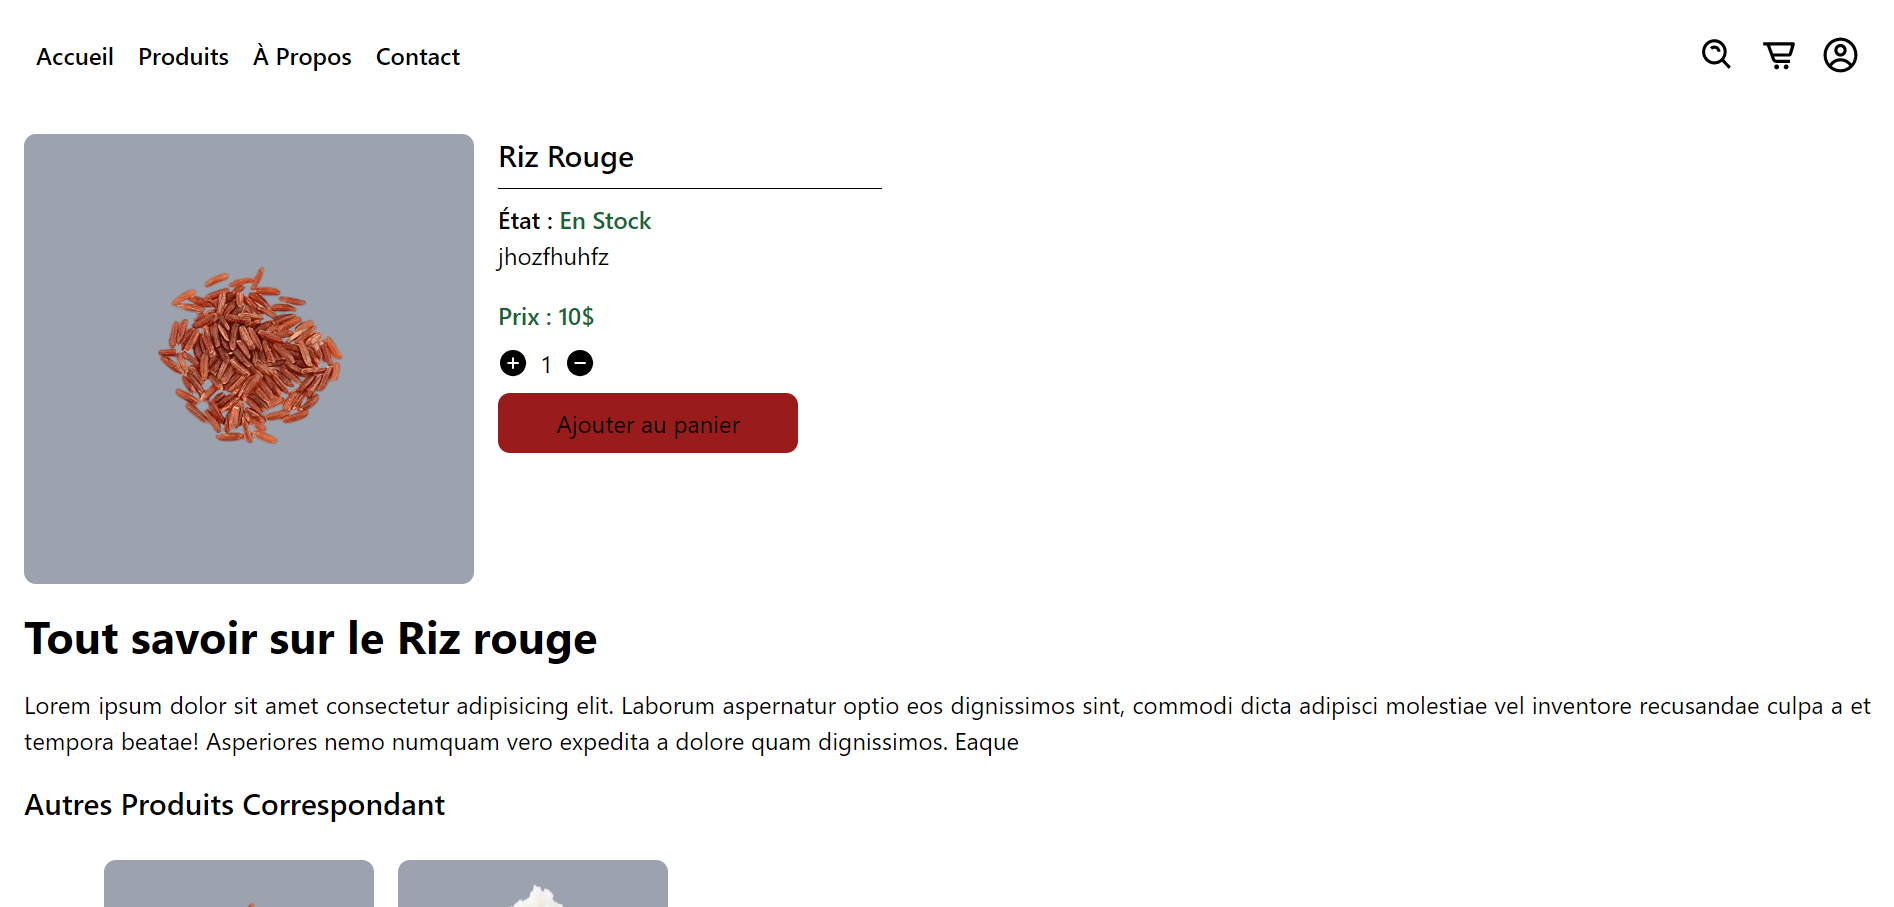 Accueil Produits À Propos Contact
Riz Rouge
État : En Stock
jhozfhuhfz
Prix : 10$
1
Ajouter au panier
Tout savoir sur le Riz rouge
Lorem ipsum dolor sit amet consectetur adipisicing elit. Laborum aspernatur optio eos dignissimos sint, commodi dicta adipisci molestiae vel inventore recusandae culpa a et
tempora beatae! Asperiores nemo numquam vero expedita a dolore quam dignissimos. Eaque
Autres Produits Correspondant